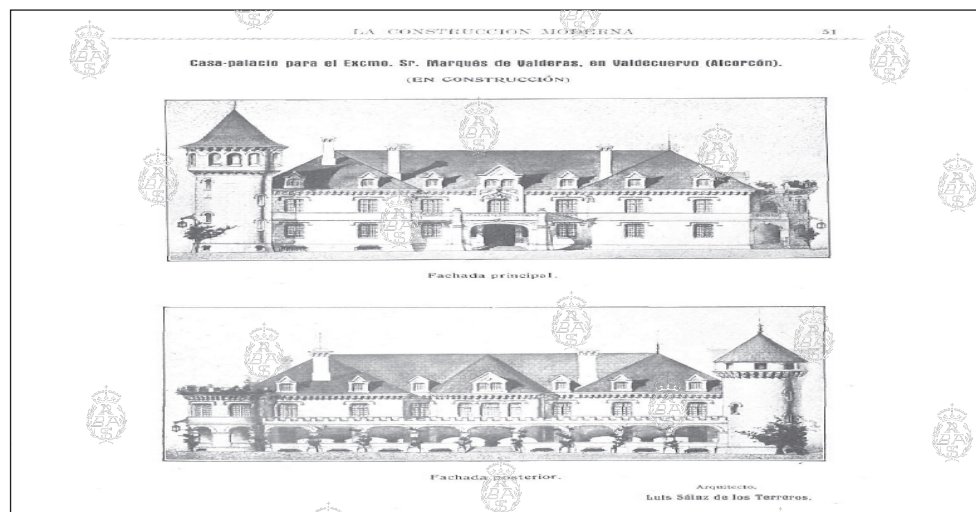 LA CONSTRUCCION MODERNA 51
Casa-palacio para el Excmo. Sr. Marqués de Valderas, en Valdecuervo (Alcorcón).
(EN CONSTRUCCIÓN)
Fachada principal.
Fachada posterior.
Arquitecto,
Luis Sáinz de los Terreros.